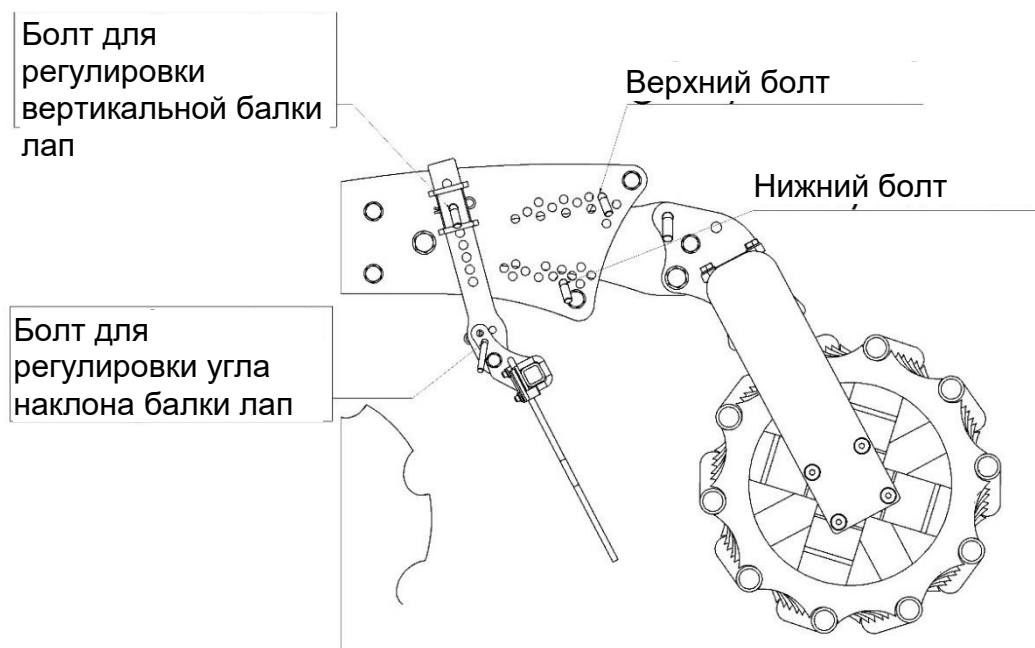 Болт для
регулировки
вертикальной балки
лап
Верхний болт
Нижний болт
Болт для
регулировки угла
наклона балки лап